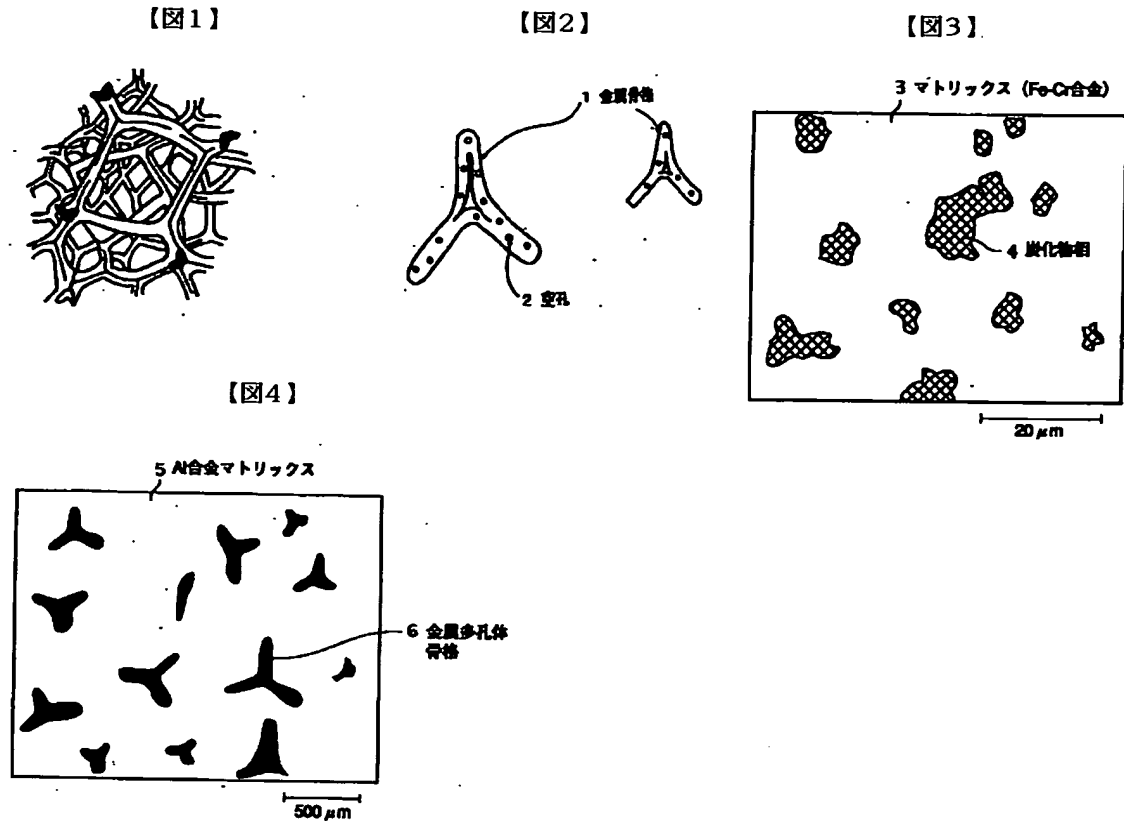 【図1】
【図2】
1 金属骨格
2 空孔
【図3】
3 マトリックス (Fe-Cr合金)
4 炭化物相
20 μm
【図4】
5 Al合金マトリックス
6 金属多孔体
骨格
500 μm